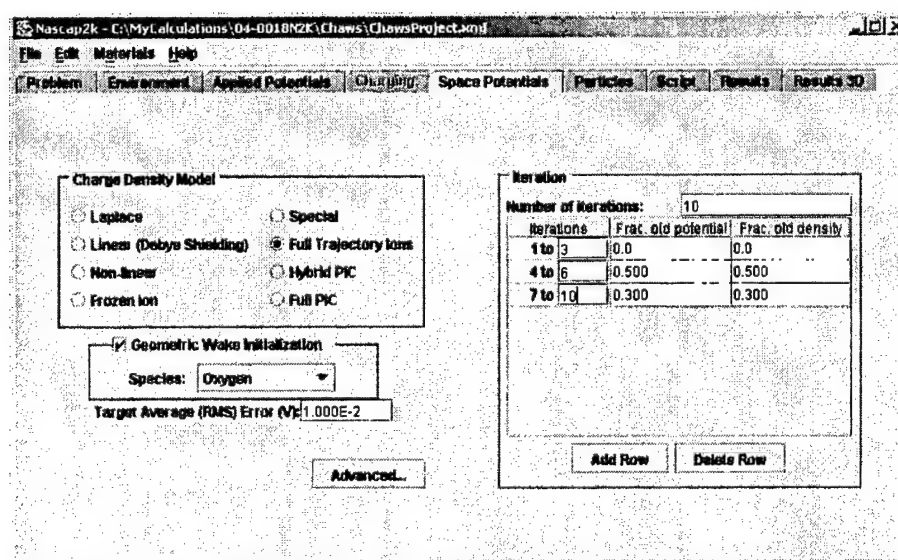 Nascap2k - C:\MyCalculations\04-0018N2K\Chaws\ChawsProject.xml
File Edit Materials Help
Problem Environment Applied Potentials Charging Space Potentials Particles Script Results Results 3D
Charge Density Model
Laplace
Linear (Debye Shielding)
Non-linear
Frozen Ion
Special
Full Trajectory Ions
Hybrid PIC
Full PIC
Geometric Wake Initialization
Species: Oxygen
Target Average (RMS) Error (V): 1.000E-2
Advanced...
Iteration
Number of iterations: 10
Iterations Frac. old potential Frac. old density
1 to 3 0.0 0.0
4 to 6 0.500 0.500
7 to 10 0.300 0.300
Add Row Delete Row